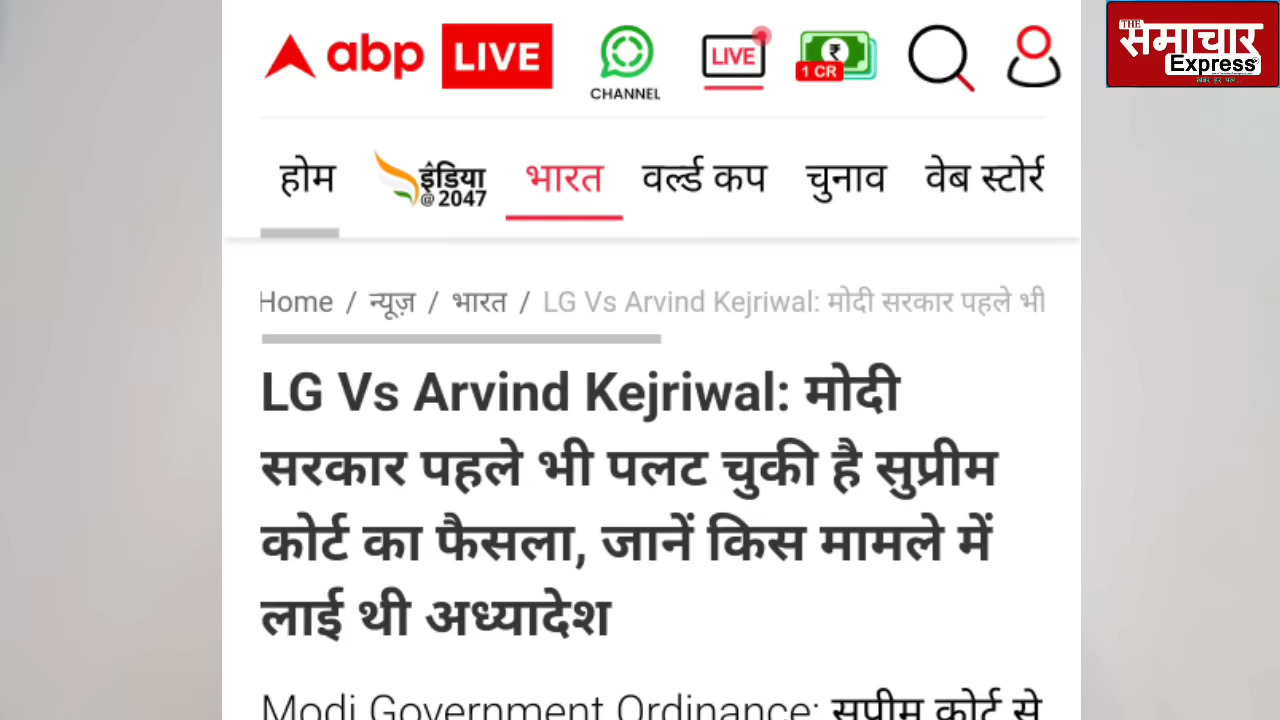 abp LIVE
CHANNEL
LIVE
₹
1 CR
THE
समाचार
Express
होम इंडिया @ 2047 भारत वर्ल्ड कप चुनाव वेब स्टोरी
Home / न्यूज़ / भारत / LG Vs Arvind Kejriwal: मोदी सरकार पहले भी
LG Vs Arvind Kejriwal: मोदी
सरकार पहले भी पलट चुकी है सुप्रीम
कोर्ट का फैसला, जानें किस मामले में
लाई थी अध्यादेश
Modi Government Ordinance: सुप्रीम कोर्ट से